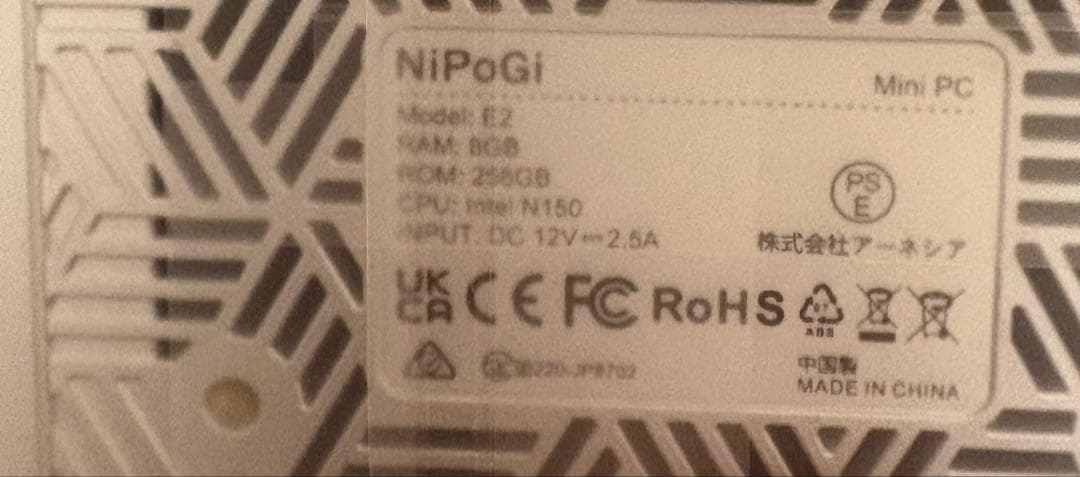 NiPoGi
Mini PC
Model: E2
RAM: 8GB
ROM: 256GB
CPU: Intel N150
INPUT: DC 12V⎓2.5A
PS
E
株式会社アーネシア
UK
CA CE FC RoHS
中国製
MADE IN CHINA